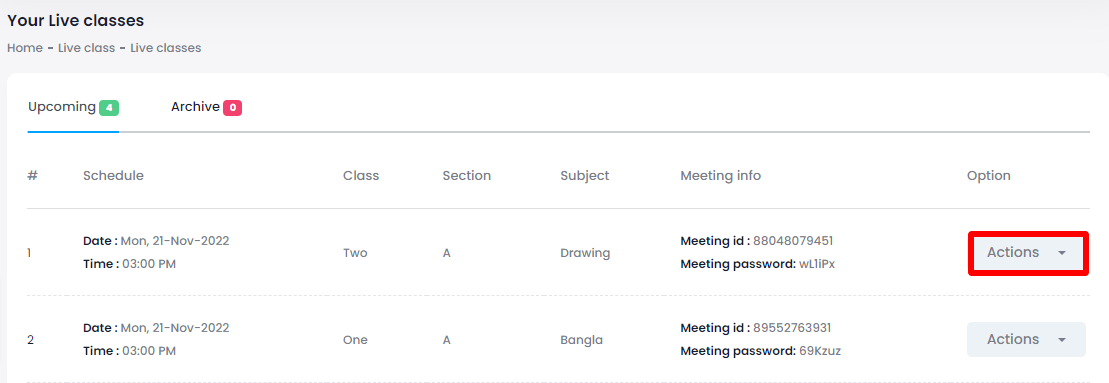 Your Live classes
Home - Live class - Live classes
Upcoming 4 Archive 0
# Schedule Class Section Subject Meeting info Option
Date : Mon, 21-Nov-2022 Meeting id : 88048079451
1 Two A Drawing Actions
Time : 03:00 PM Meeting password: wL1iPx
Date : Mon, 21-Nov-2022 Meeting id : 89552763931
2 One A Bangla Actions
Time : 03:00 PM Meeting password: 69Kzuz